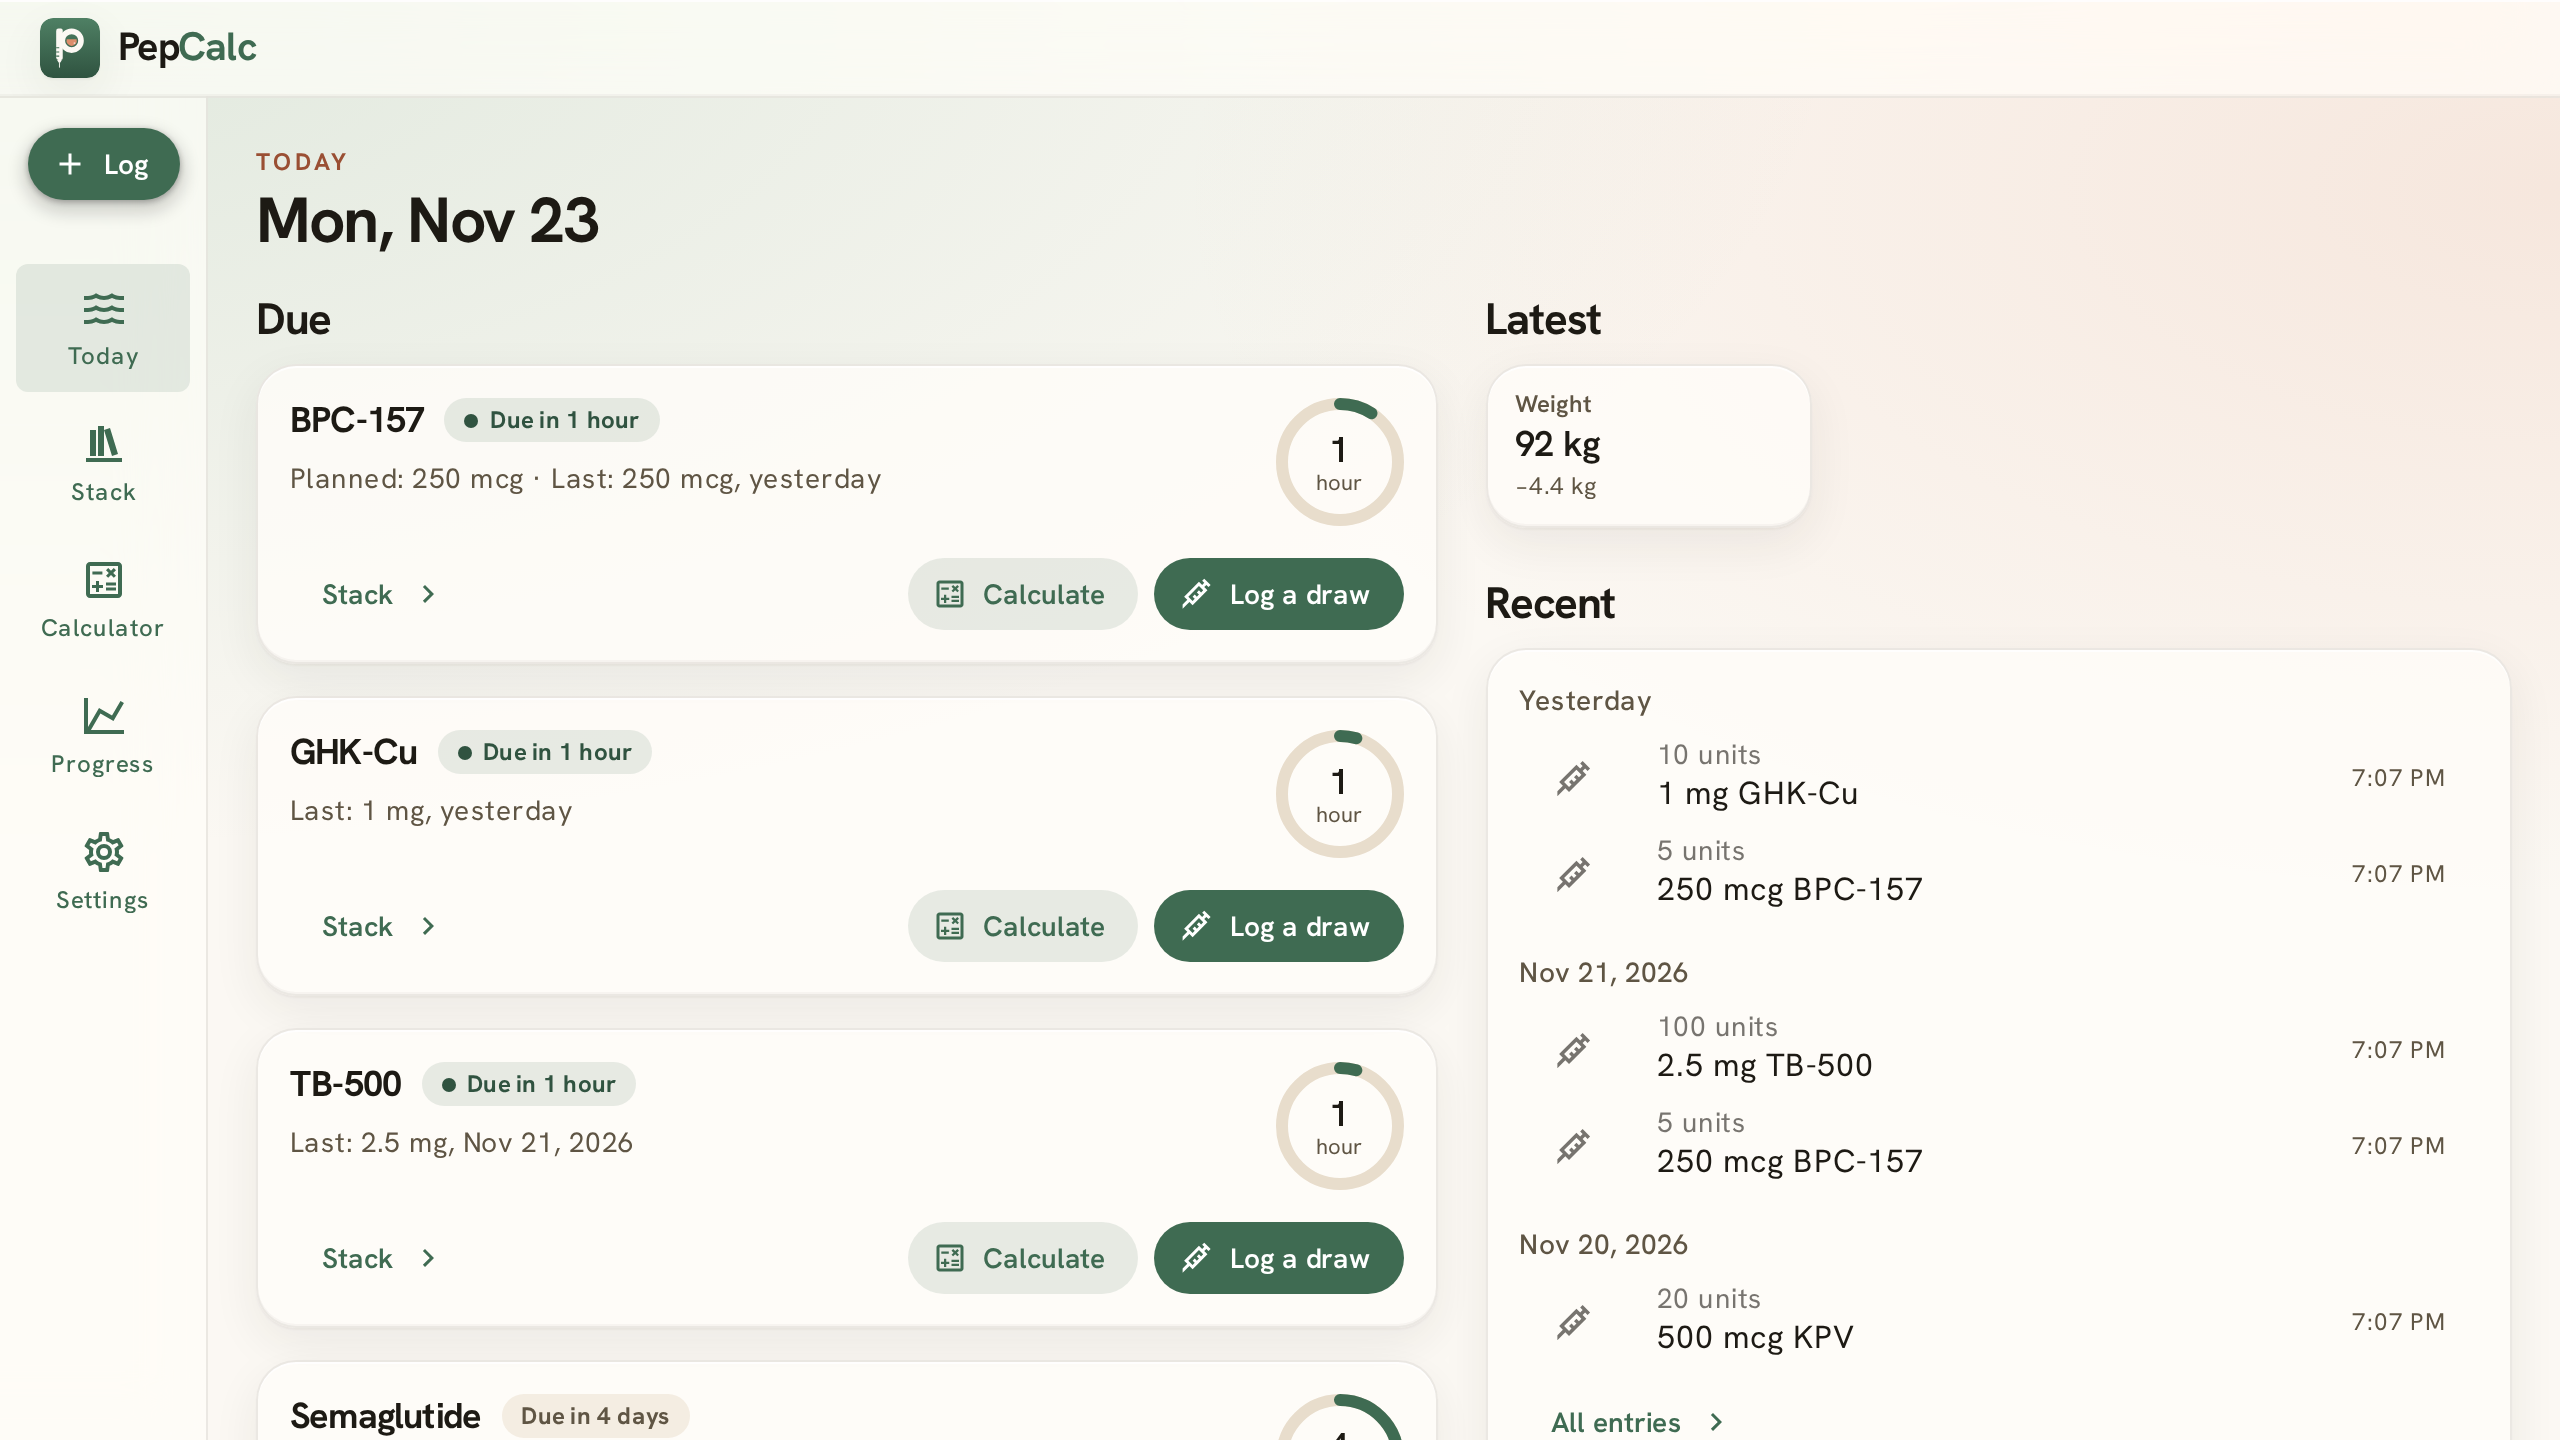 PepCalc
Log
Today
Stack
Calculator
Progress
Settings
TODAY
Mon, Nov 23
Due
BPC-157
Due in 1 hour
Planned: 250 mcg · Last: 250 mcg, yesterday
1
hour
Stack
Calculate
Log a draw
GHK-Cu
Due in 1 hour
Last: 1 mg, yesterday
1
hour
Stack
Calculate
Log a draw
TB-500
Due in 1 hour
Last: 2.5 mg, Nov 21, 2026
1
hour
Stack
Calculate
Log a draw
Semaglutide
Due in 4 days
Latest
Weight
92 kg
−4.4 kg
Recent
Yesterday
10 units
1 mg GHK-Cu
7:07 PM
5 units
250 mcg BPC-157
7:07 PM
Nov 21, 2026
100 units
2.5 mg TB-500
7:07 PM
5 units
250 mcg BPC-157
7:07 PM
Nov 20, 2026
20 units
500 mcg KPV
7:07 PM
All entries